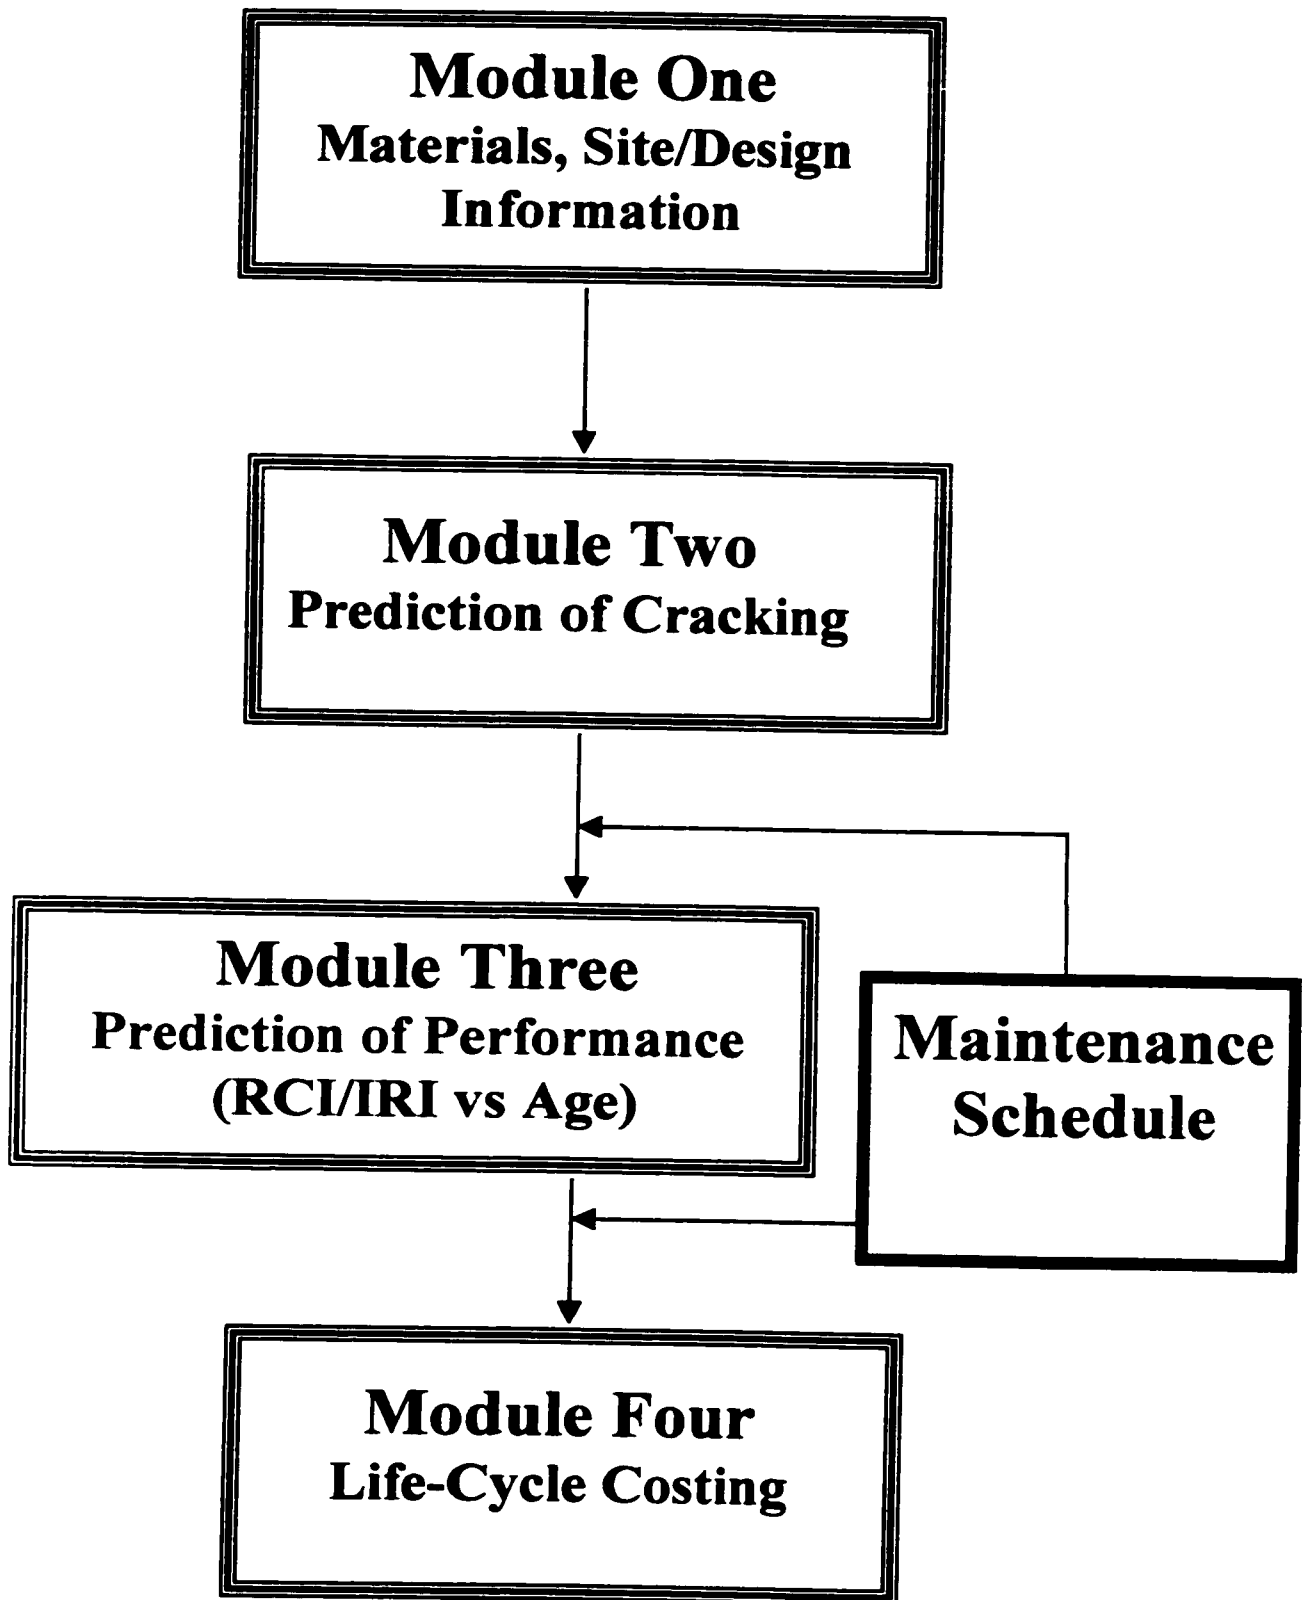 Module One
Materials, Site/Design
Information
Module Two
Prediction of Cracking
Module Three
Prediction of Performance
(RCI/IRI vs Age)
Maintenance
Schedule
Module Four
Life-Cycle Costing